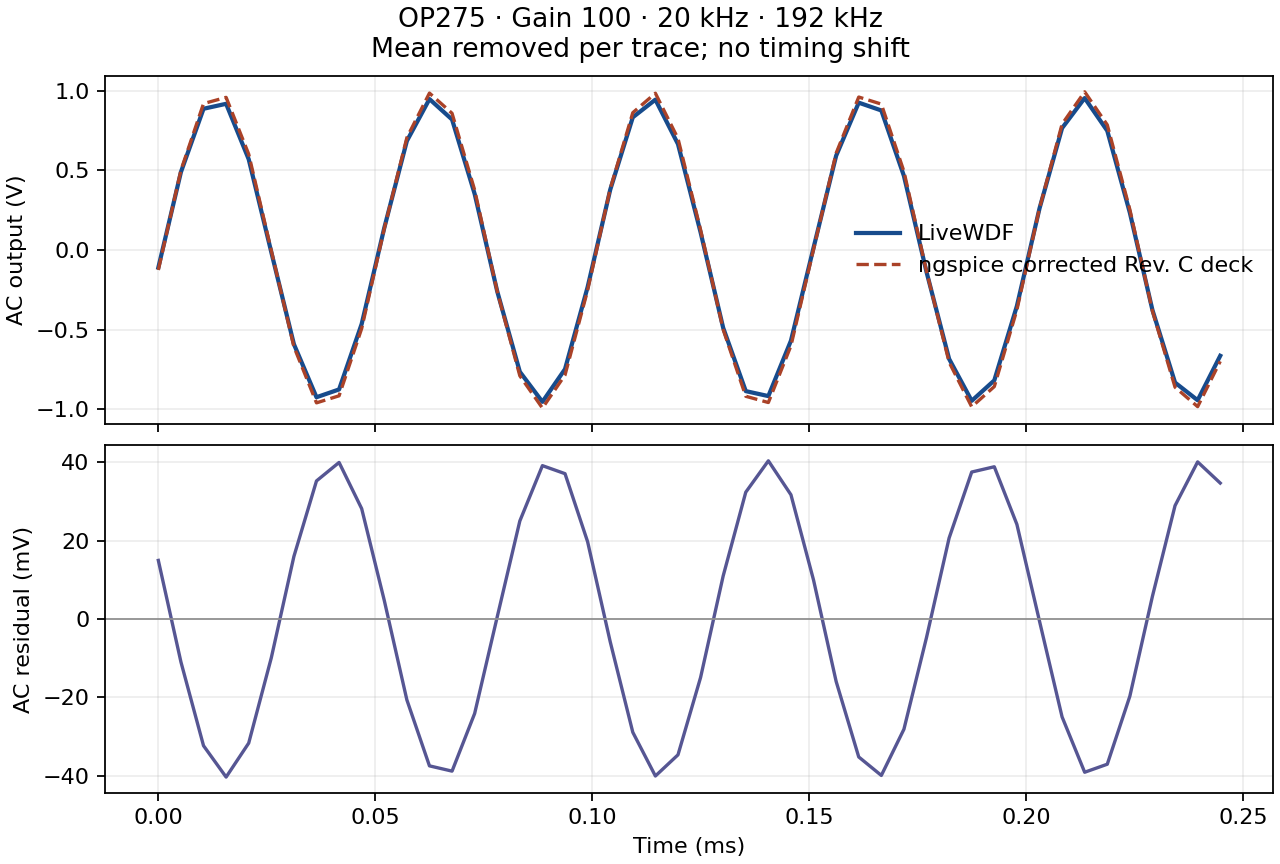 OP275 · Gain 100 · 20 kHz · 192 kHz
Mean removed per trace; no timing shift
AC output (V)
1.0
0.5
0.0
−0.5
−1.0
LiveWDF
ngspice corrected Rev. C deck
AC residual (mV)
40
20
0
−20
−40
0.00 0.05 0.10 0.15 0.20 0.25
Time (ms)